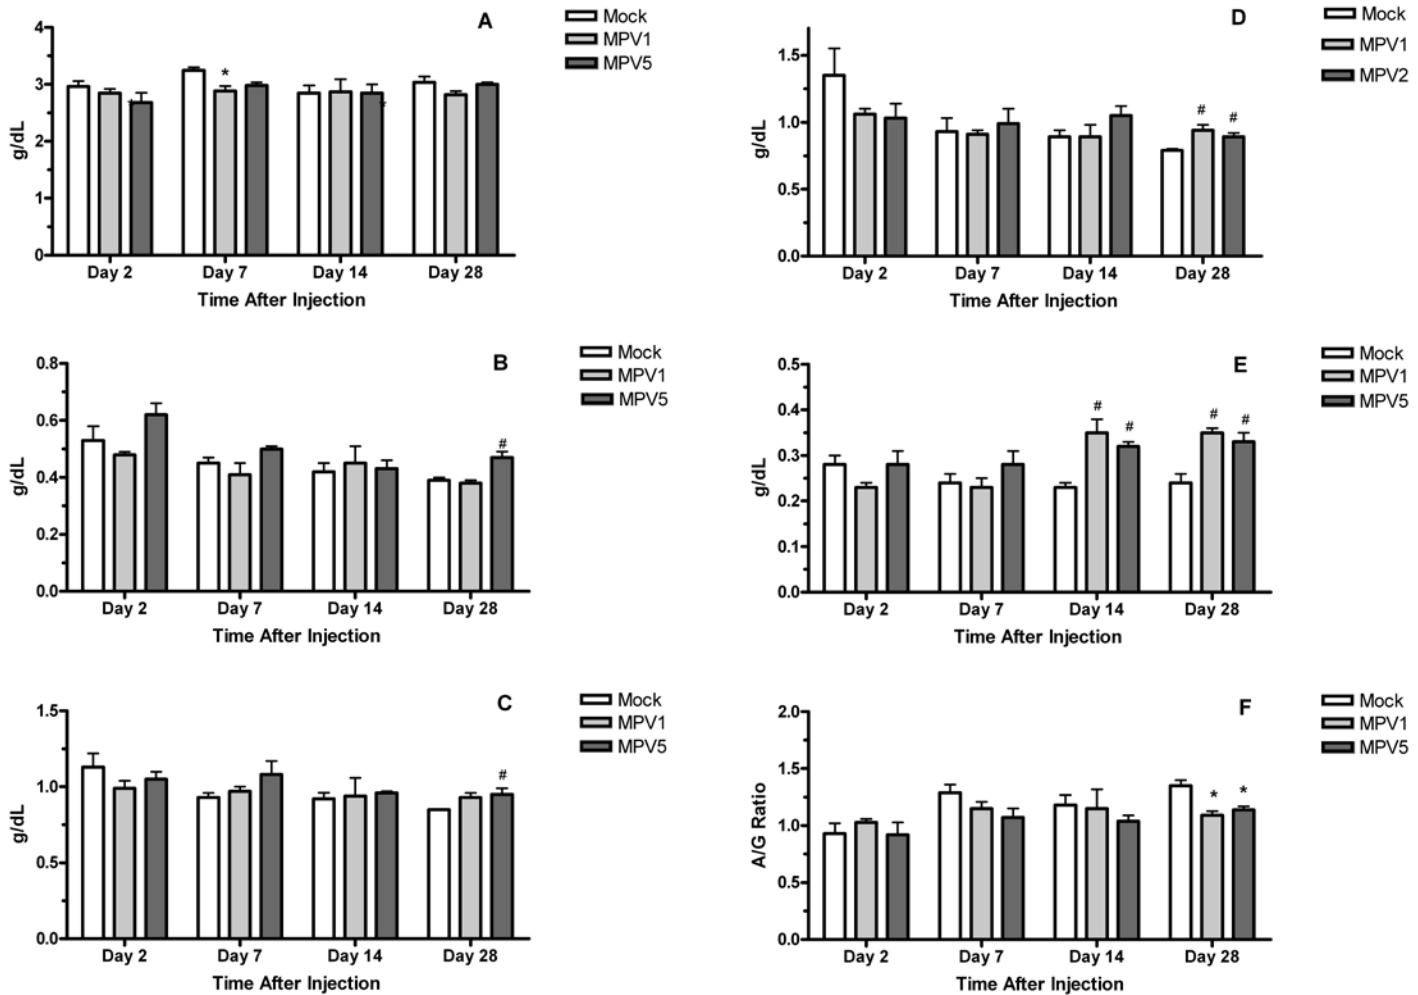 A
Mock
MPV1
MPV5
4
3
2
1
0
g/dL
*
*
*
Day 2
Day 7
Day 14
Day 28
Time After Injection
D
Mock
MPV1
MPV2
1.5
1.0
0.5
0.0
g/dL
#
#
Day 2
Day 7
Day 14
Day 28
Time After Injection
B
Mock
MPV1
MPV5
0.8
0.6
0.4
0.2
0.0
g/dL
#
Day 2
Day 7
Day 14
Day 28
Time After Injection
E
Mock
MPV1
MPV5
0.5
0.4
0.3
0.2
0.1
0.0
g/dL
#
#
#
#
Day 2
Day 7
Day 14
Day 28
Time After Injection
C
Mock
MPV1
MPV5
1.5
1.0
0.5
0.0
g/dL
#
Day 2
Day 7
Day 14
Day 28
Time After Injection
F
Mock
MPV1
MPV5
2.0
1.5
1.0
0.5
0.0
A/G Ratio
*
*
Day 2
Day 7
Day 14
Day 28
Time After Injection